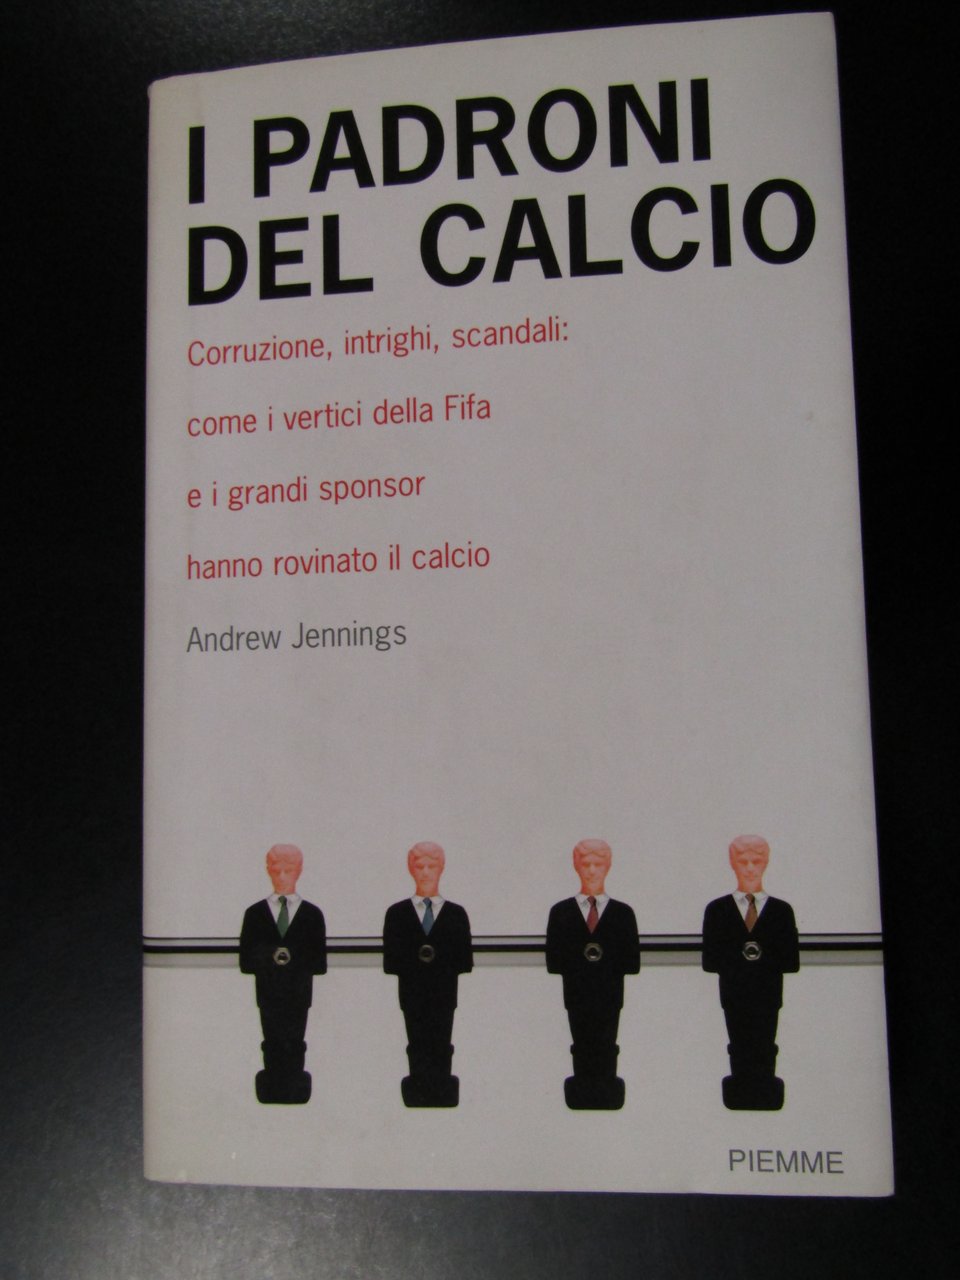 I PADRONI
DEL CALCIO
Corruzione, intrighi, scandali:
come i vertici della Fifa
e i grandi sponsor
hanno rovinato il calcio
Andrew Jennings
PIEMME